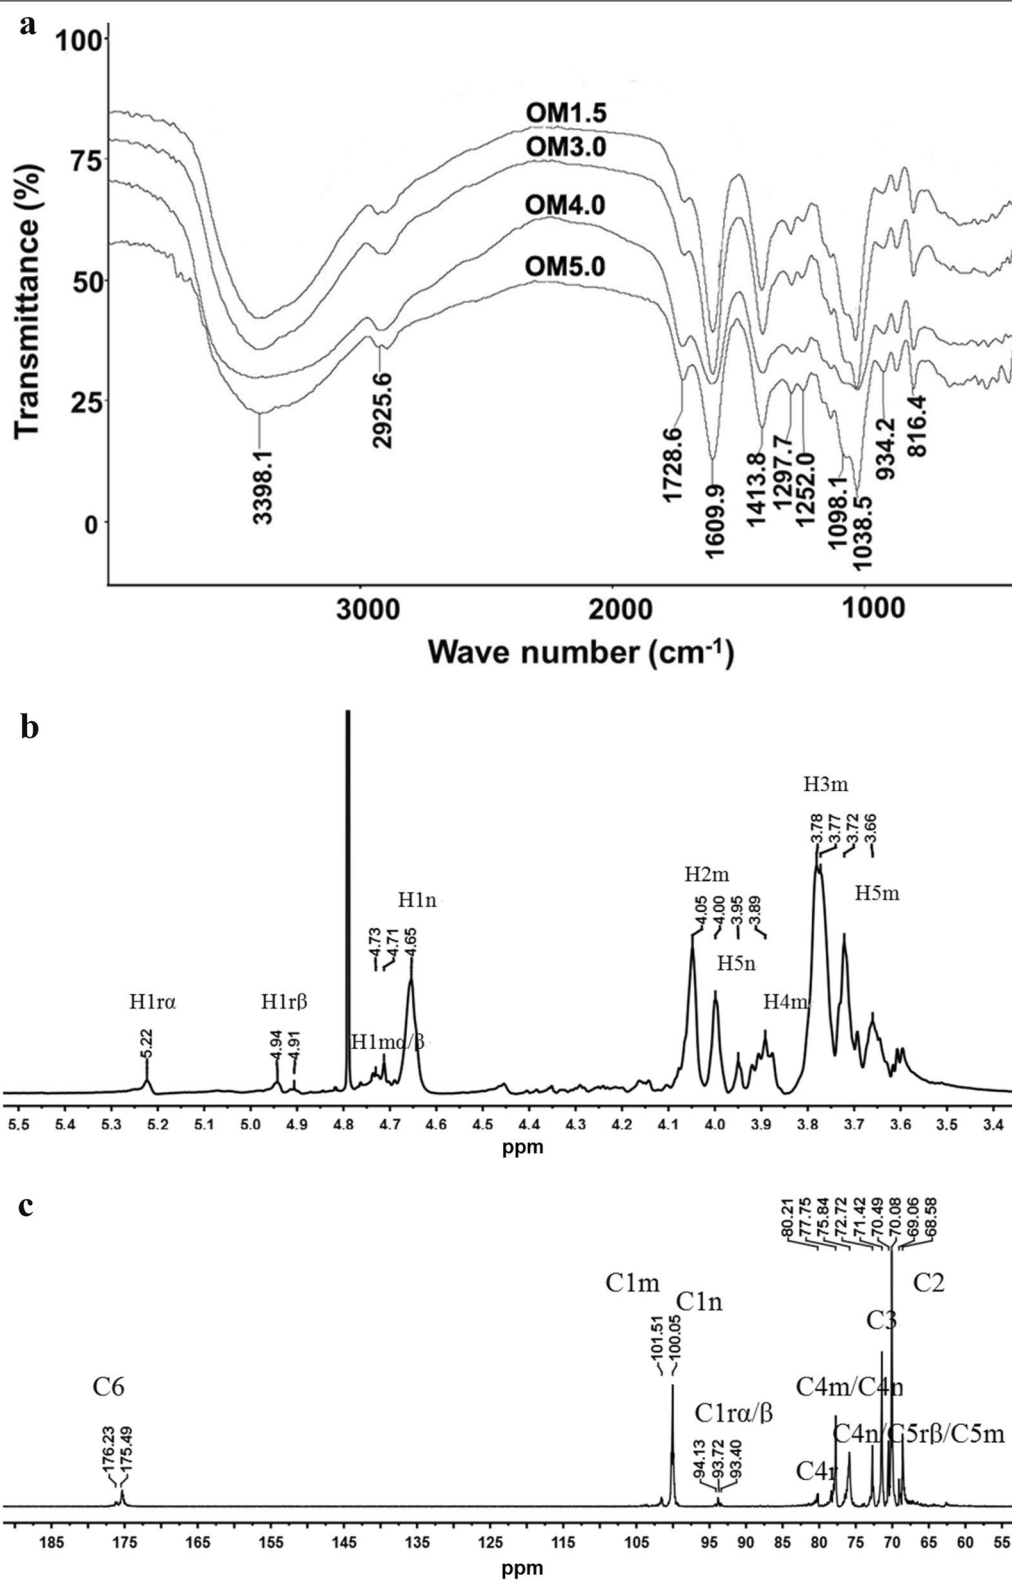 a
100
75
50
25
0
Transmittance (%)
OM1.5
OM3.0
OM4.0
OM5.0
3398.1
2925.6
1728.6
1609.9
1413.8
1297.7
1252.0
1098.1
1038.5
934.2
816.4
3000 2000 1000
Wave number (cm-1)
b
H3m
3.78 3.77 3.72 3.66
H2m
H5m
H1n
4.05 4.00 3.95 3.89
4.73 4.71 4.65
H5n
H1rα H1rβ H4m
5.22 4.94 4.91
H1mα/β
5.5 5.4 5.3 5.2 5.1 5.0 4.9 4.8 4.7 4.6 4.5 4.4 4.3 4.2 4.1 4.0 3.9 3.8 3.7 3.6 3.5 3.4
ppm
c
80.21 77.75 75.84 72.72 71.42 70.49 70.08 69.06 68.58
C1m C2
C1n
C3
101.51 100.05
C6 C4m/C4n
C1rα/β
C4n/C5rβ/C5m
176.23 175.49
94.13 93.72 93.40
C4r
185 175 165 155 145 135 125 115 105 95 90 85 80 75 70 65 60 55
ppm